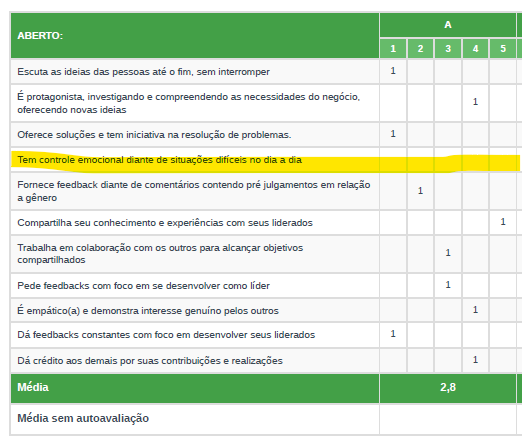 A
ABERTO:
1 2 3 4 5
Escuta as ideias das pessoas até o fim, sem interromper 1
É protagonista, investigando e compreendendo as necessidades do negócio,
oferecendo novas ideias 4
Oferece soluções e tem iniciativa na resolução de problemas. 1
Tem controle emocional diante de situações difíceis no dia a dia
Fornece feedback diante de comentários contendo pré julgamentos em relação
a gênero 1
Compartilha seu conhecimento e experiências com seus liderados 1
Trabalha em colaboração com os outros para alcançar objetivos
compartilhados 1
Pede feedbacks com foco em se desenvolver como líder 1
É empático(a) e demonstra interesse genuíno pelos outros 1
Dá feedbacks constantes com foco em desenvolver seus liderados 1
Dá crédito aos demais por suas contribuições e realizações 1
Média 2,8
Média sem autoavaliação